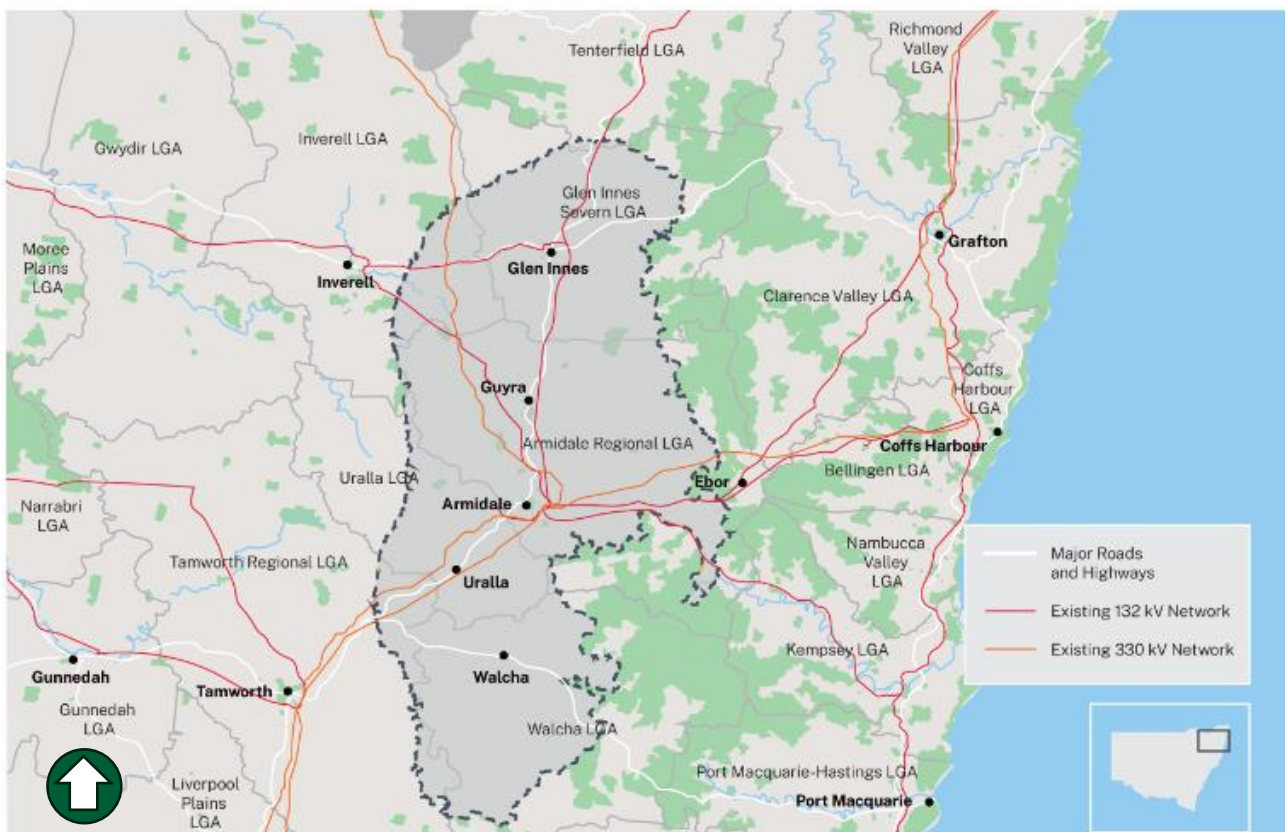 Tenterfield LGA
Richmond
Valley
LGA
Inverell LGA
Gwydir LGA
Glen Innes
Severn LGA
Moree
Plains
LGA
Inverell
Glen Innes
Grafton
Clarence Valley LGA
Guyra
Coffs
Harbour
LGA
Armidale Regional LGA
Coffs Harbour
Bellingen LGA
Uralla LGA
Ebor
Narrabri
LGA
Armidale
Tamworth Regional LGA
Uralla
Nambucca
Valley
LGA
Major Roads
and Highways
Existing 132 kV Network
Existing 330 kV Network
Kempsey LGA
Gunnedah
Walcha
Tamworth
Gunnedah
LGA
Walcha LGA
Port Macquarie-Hastings LGA
Liverpool
Plains
LGA
Port Macquarie